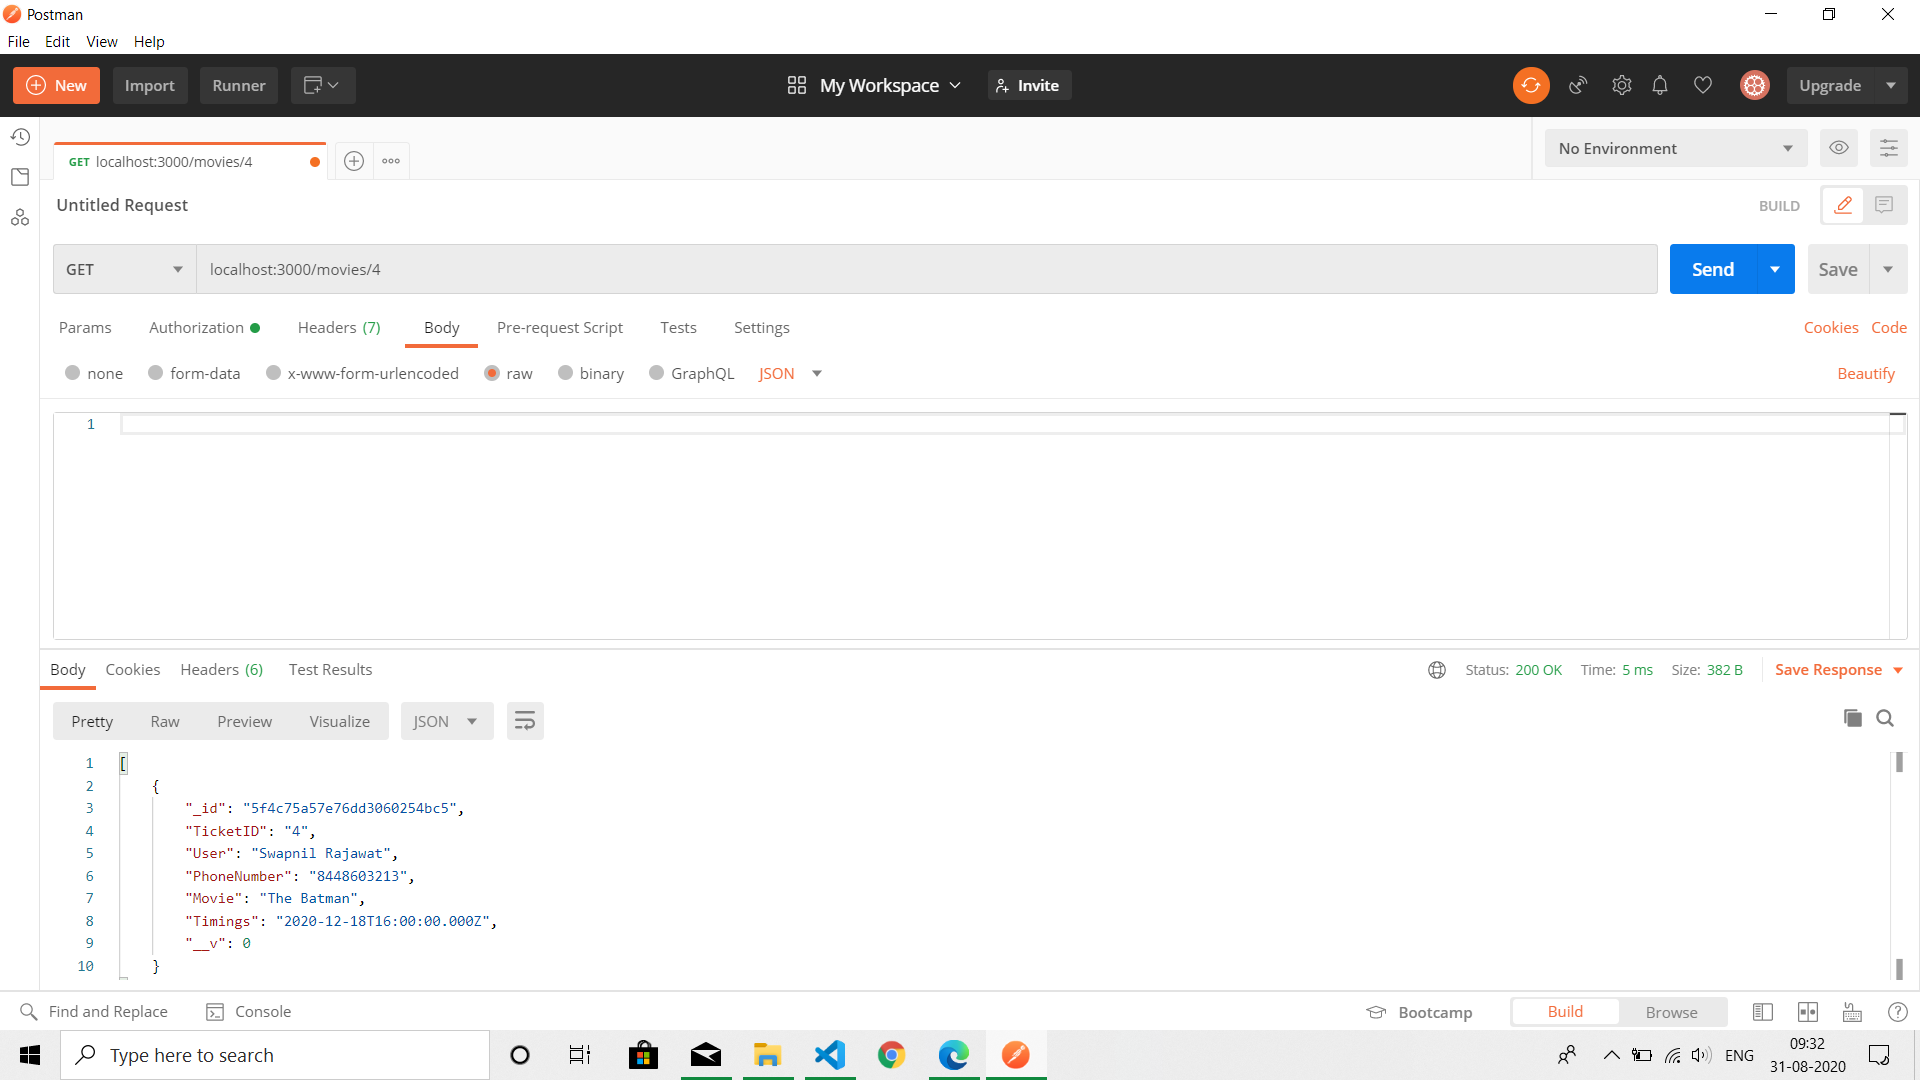 Postman
File Edit View Help
New Import Runner My Workspace Invite Upgrade
GET localhost:3000/movies/4 No Environment
Untitled Request BUILD
GET localhost:3000/movies/4 Send Save
Params Authorization Headers (7) Body Pre-request Script Tests Settings Cookies Code
none form-data x-www-form-urlencoded raw binary GraphQL JSON Beautify
1
Body Cookies Headers (6) Test Results Status: 200 OK Time: 5 ms Size: 382 B Save Response
Pretty Raw Preview Visualize JSON
1 [
2 {
3 "_id": "5f4c75a57e76dd3060254bc5",
4 "TicketID": "4",
5 "User": "Swapnil Rajawat",
6 "PhoneNumber": "8448603213",
7 "Movie": "The Batman",
8 "Timings": "2020-12-18T16:00:00.000Z",
9 "__v": 0
10 }
Find and Replace Console Bootcamp Build Browse
Type here to search ENG 09:32
31-08-2020